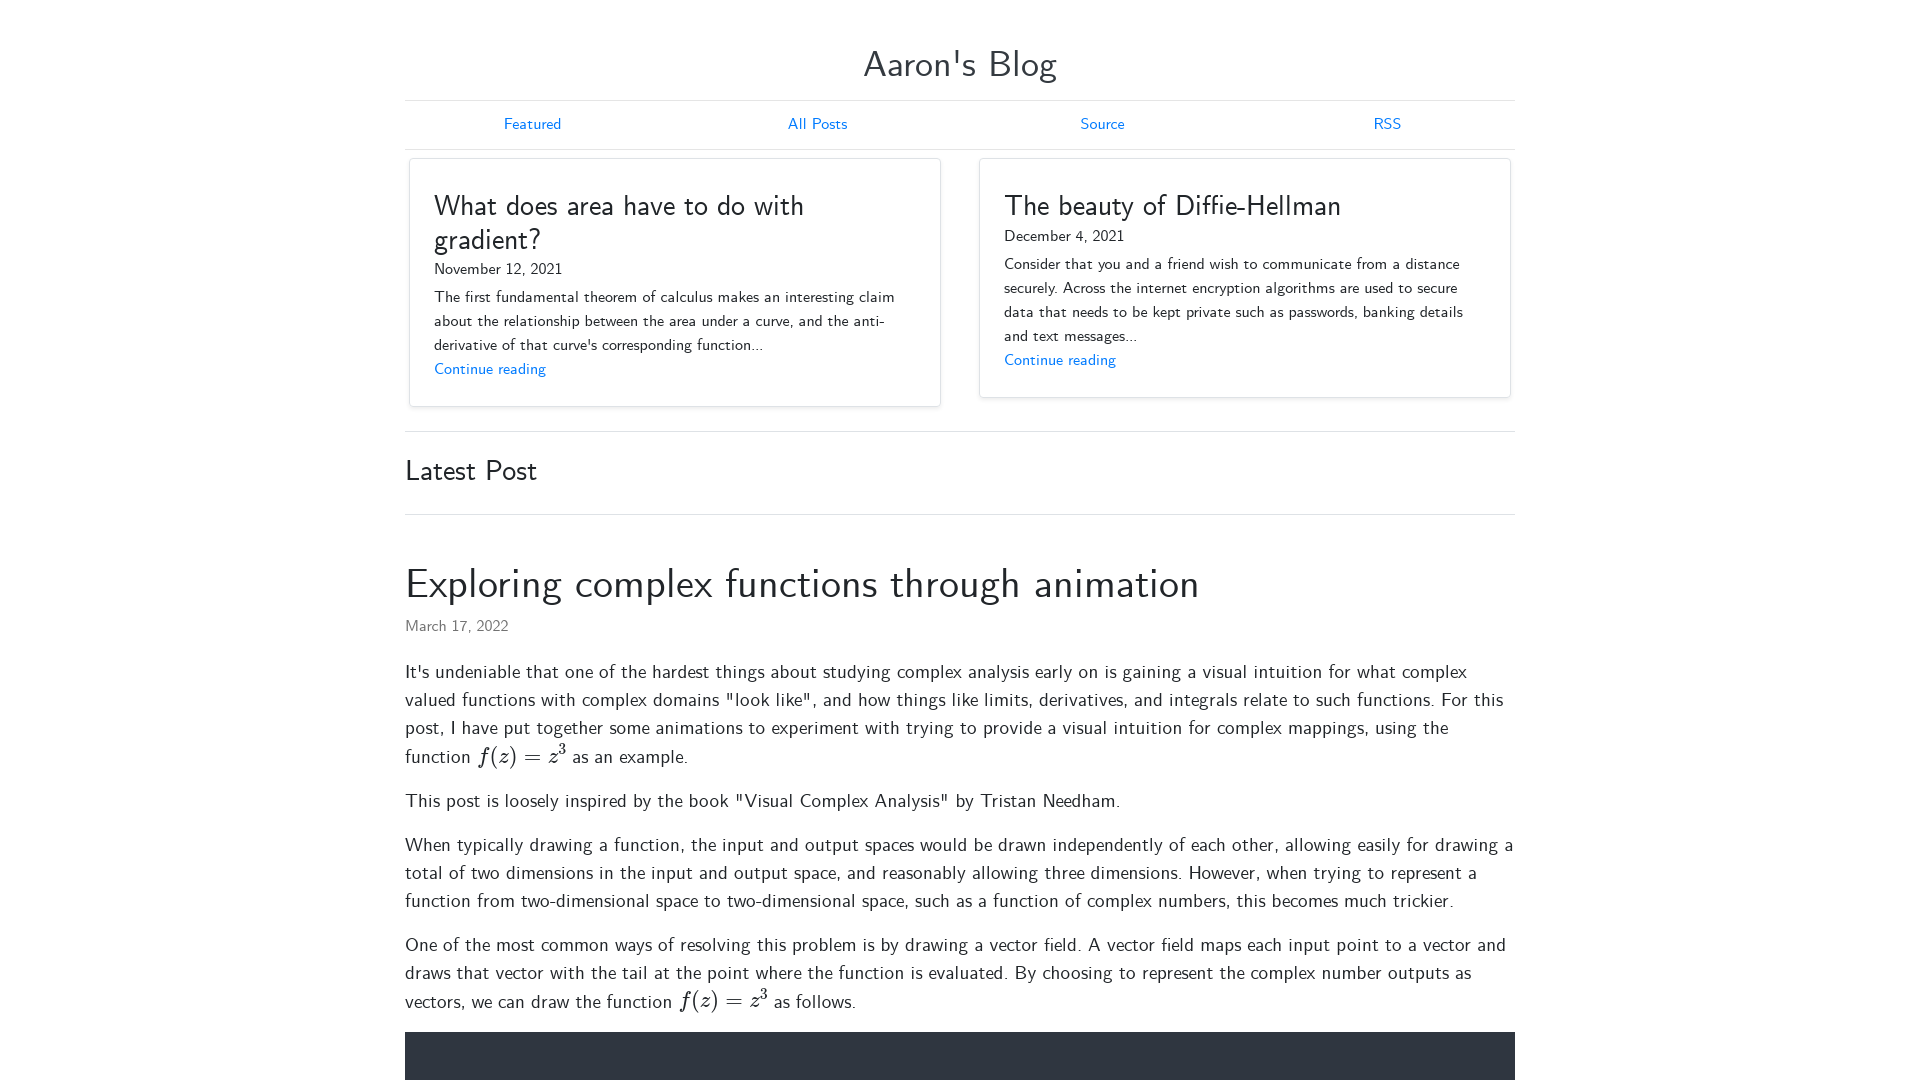 Aaron's Blog
Featured
All Posts
Source
RSS
What does area have to do with
gradient?
November 12, 2021
The first fundamental theorem of calculus makes an interesting claim
about the relationship between the area under a curve, and the anti-
derivative of that curve's corresponding function...
Continue reading
The beauty of Diffie-Hellman
December 4, 2021
Consider that you and a friend wish to communicate from a distance
securely. Across the internet encryption algorithms are used to secure
data that needs to be kept private such as passwords, banking details
and text messages...
Continue reading
Latest Post
Exploring complex functions through animation
March 17, 2022
It's undeniable that one of the hardest things about studying complex analysis early on is gaining a visual intuition for what complex
valued functions with complex domains "look like", and how things like limits, derivatives, and integrals relate to such functions. For this
post, I have put together some animations to experiment with trying to provide a visual intuition for complex mappings, using the
function f(z) = z³ as an example.
This post is loosely inspired by the book "Visual Complex Analysis" by Tristan Needham.
When typically drawing a function, the input and output spaces would be drawn independently of each other, allowing easily for drawing a
total of two dimensions in the input and output space, and reasonably allowing three dimensions. However, when trying to represent a
function from two-dimensional space to two-dimensional space, such as a function of complex numbers, this becomes much trickier.
One of the most common ways of resolving this problem is by drawing a vector field. A vector field maps each input point to a vector and
draws that vector with the tail at the point where the function is evaluated. By choosing to represent the complex number outputs as
vectors, we can draw the function f(z) = z³ as follows.